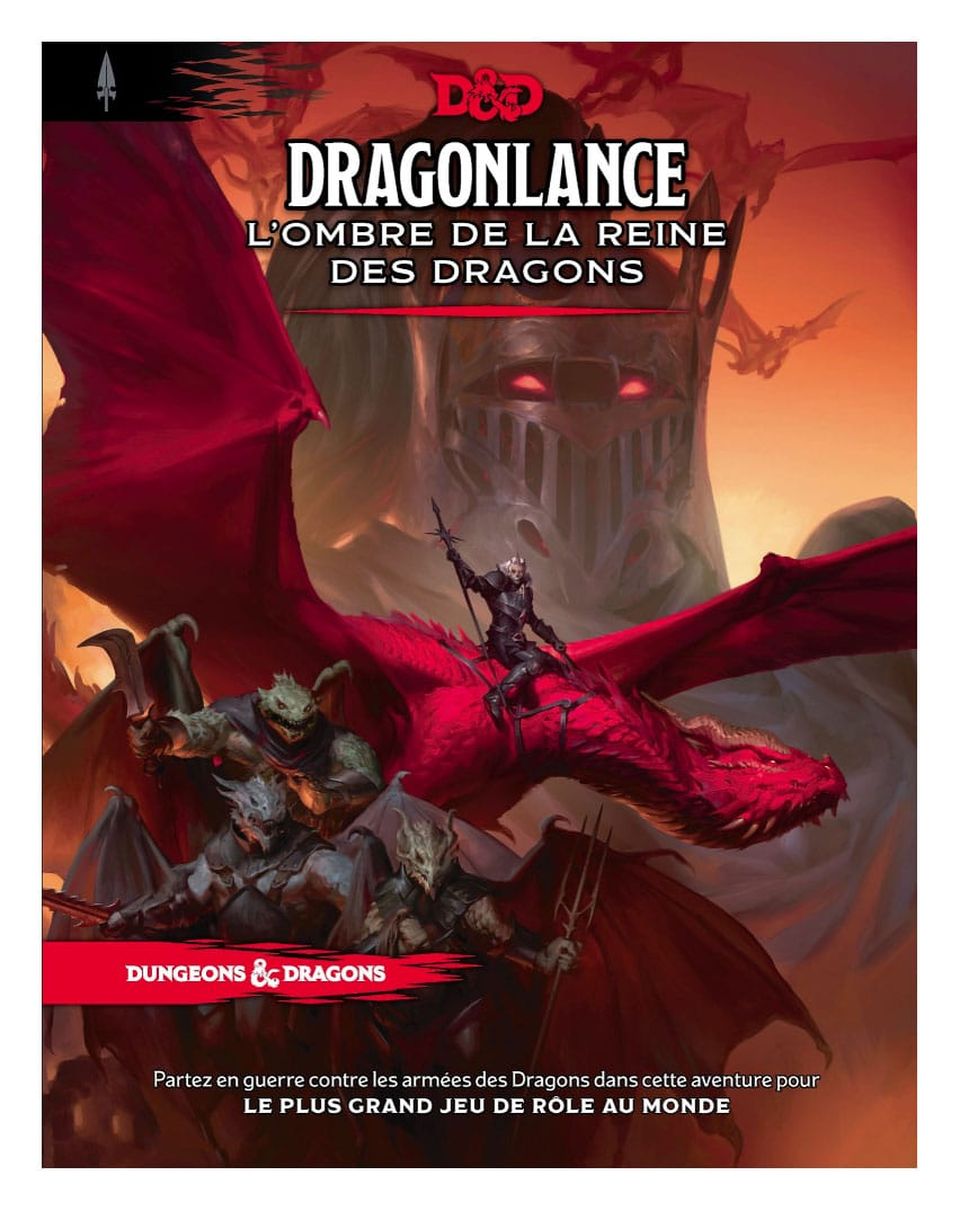 D&D
DRAGONLANCE
L'OMBRE DE LA REINE
DES DRAGONS
DUNGEONS & DRAGONS
Partez en guerre contre les armées des Dragons dans cette aventure pour
LE PLUS GRAND JEU DE RÔLE AU MONDE